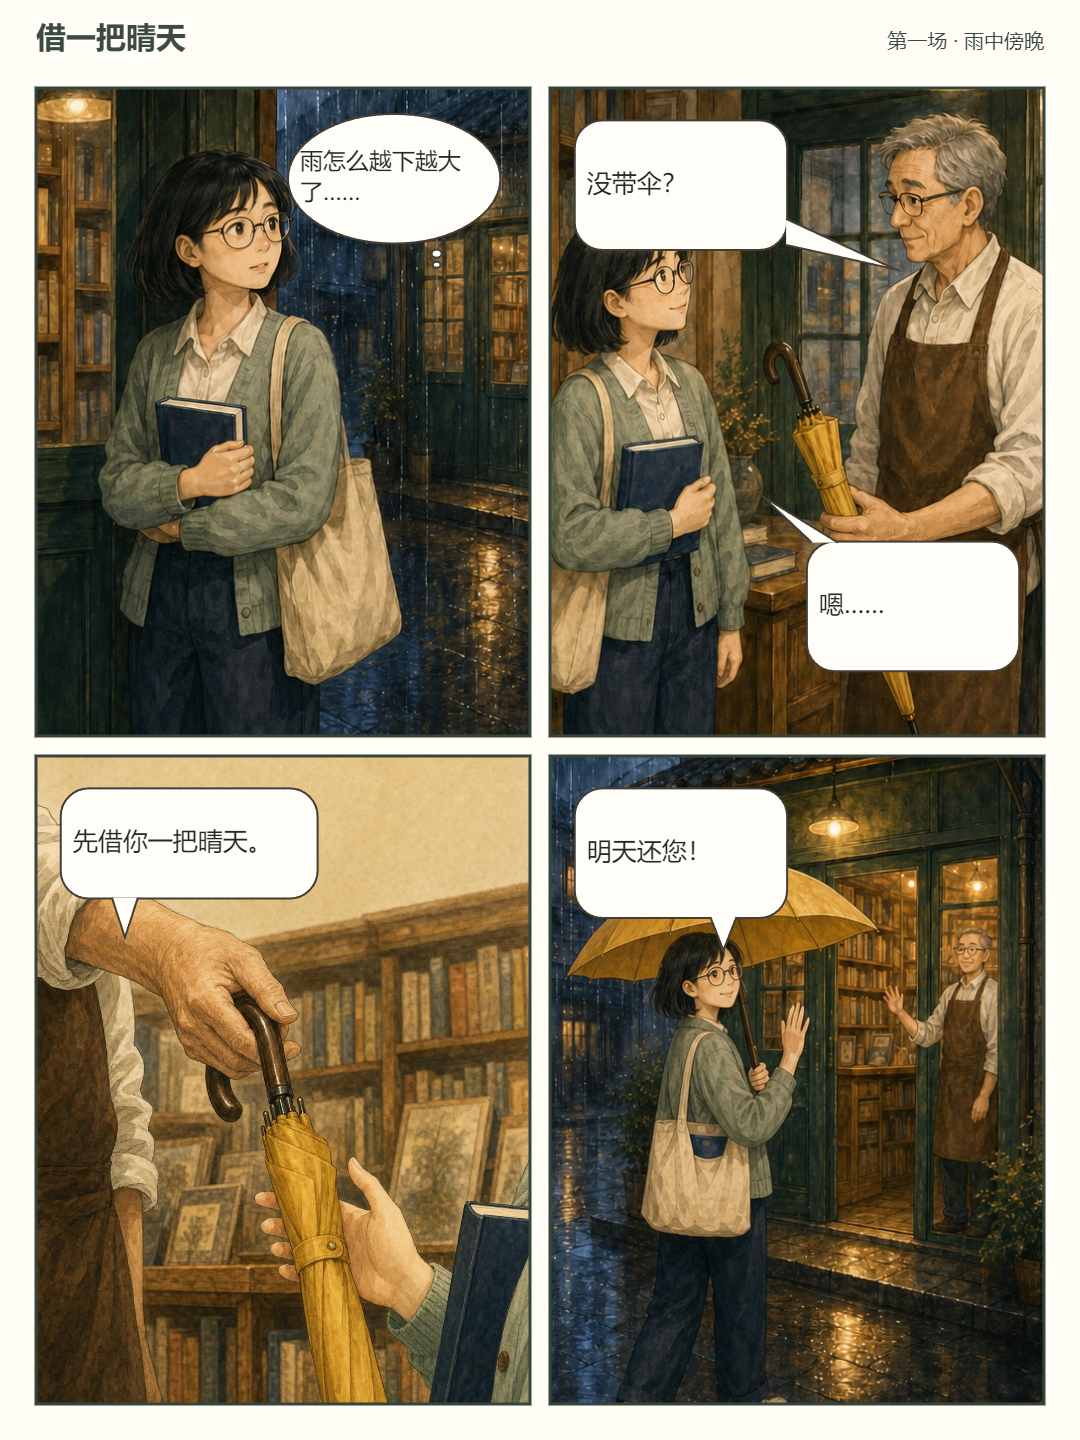 借一把晴天
第一场 · 雨中傍晚
雨怎么越下越大
了……
没带伞?
嗯……
先借你一把晴天。
明天还您!